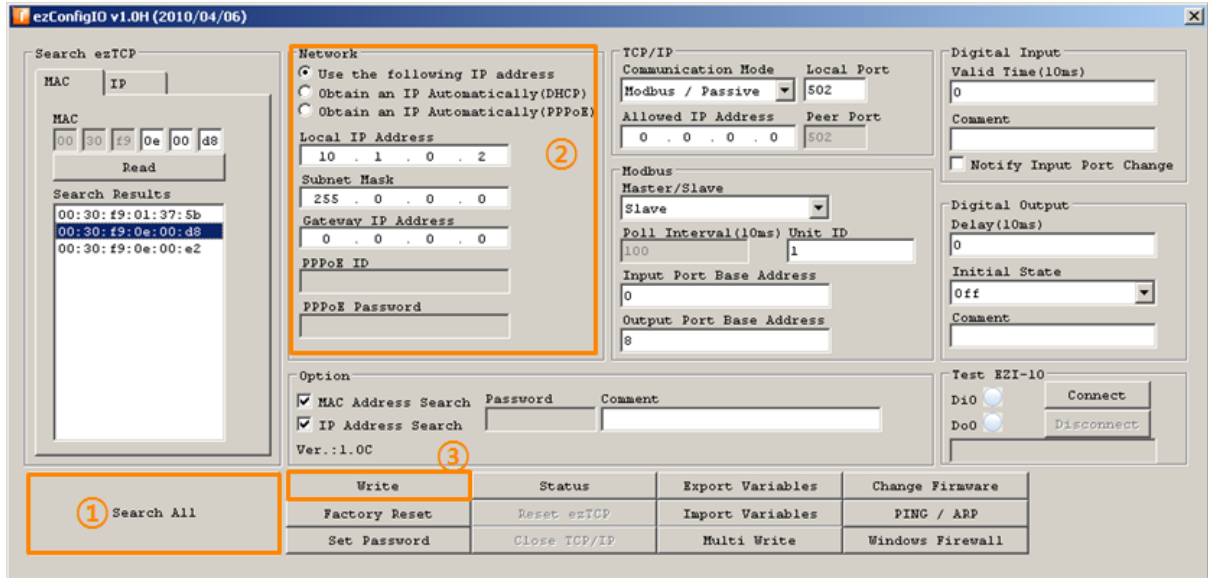 ezConfigIO v1.0H (2010/04/06)
Search ezTCP
MAC IP
MAC
00 30 f9 0e 00 d8
Read
Search Results
00:30:f9:01:37:5b
00:30:f9:0e:00:d8
00:30:f9:0e:00:e2
① Search All
Network
Use the following IP address
Obtain an IP Automatically(DHCP)
Obtain an IP Automatically(PPPoE)
Local IP Address
10 . 1 . 0 . 2
②
Subnet Mask
255 . 0 . 0 . 0
Gateway IP Address
0 . 0 . 0 . 0
PPPoE ID
PPPoE Password
TCP/IP
Communication Mode Local Port
Modbus / Passive 502
Allowed IP Address Peer Port
0 . 0 . 0 . 0 502
Modbus
Master/Slave
Slave
Poll Interval(10ms) Unit ID
100 1
Input Port Base Address
0
Output Port Base Address
8
Digital Input
Valid Time(10ms)
0
Comment
Notify Input Port Change
Digital Output
Delay(10ms)
0
Initial State
Off
Comment
Option
MAC Address Search Password Comment
IP Address Search
Ver.:1.0C
③
Test EZI-10
Di0 Connect
Do0 Disconnect
Write Status Export Variables Change Firmware
Factory Reset Reset ezTCP Import Variables PING / ARP
Set Password Close TCP/IP Multi Write Windows Firewall